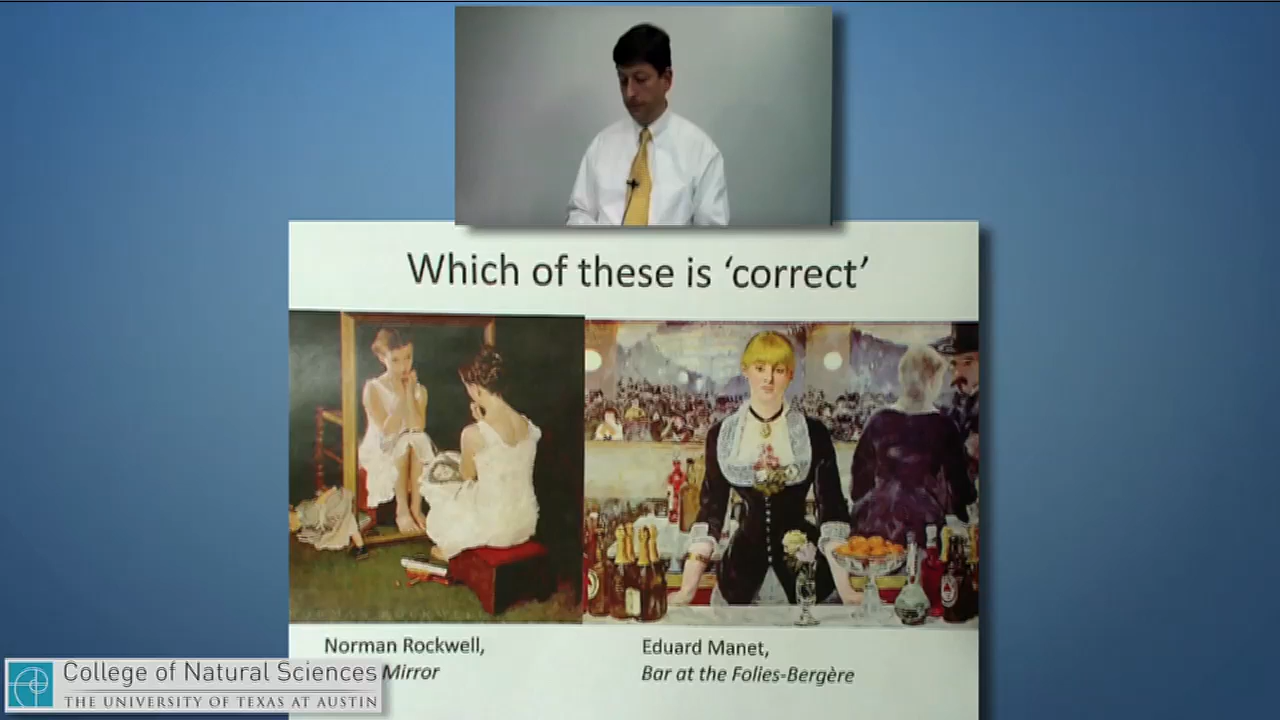 Which of these is ‘correct’
Norman Rockwell,
Mirror
Eduard Manet,
Bar at the Folies-Bergère
College of Natural Sciences
THE UNIVERSITY OF TEXAS AT AUSTIN